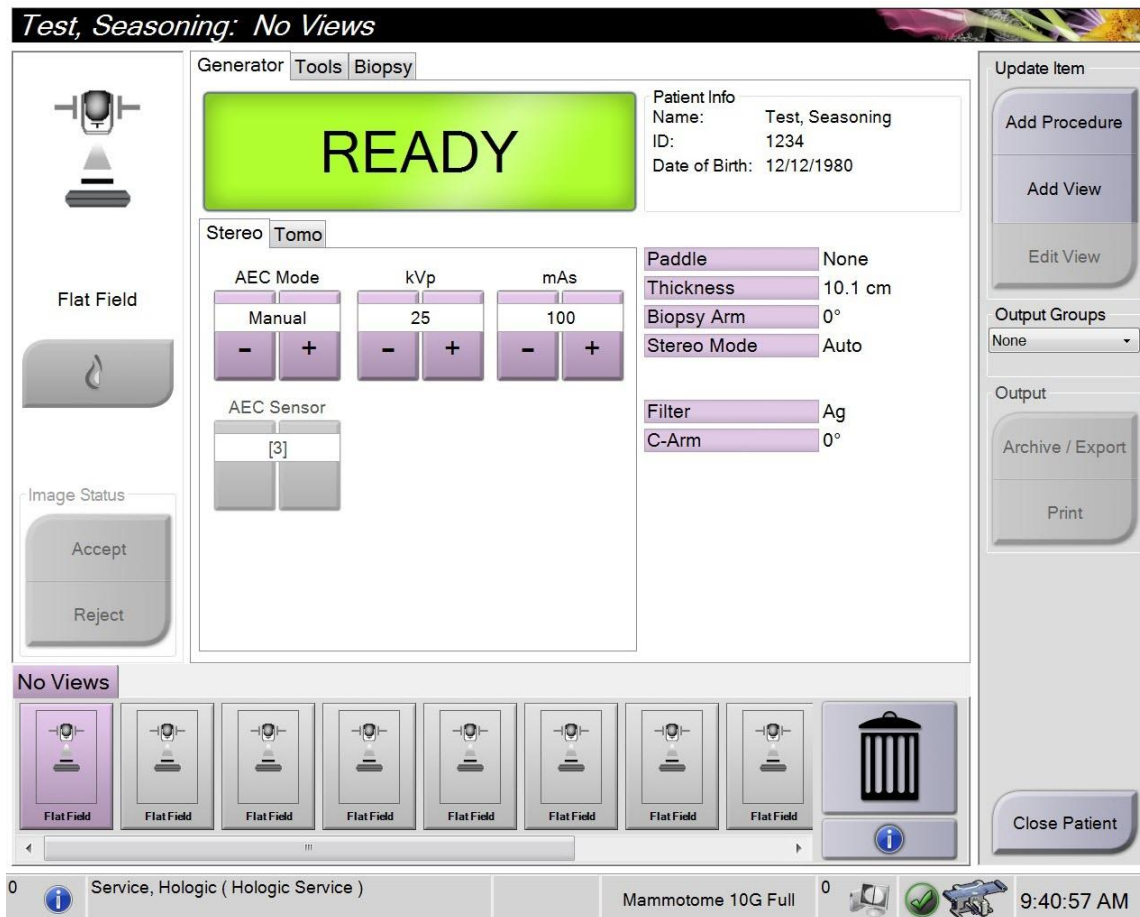 Test, Seasoning: No Views
Generator Tools Biopsy
READY
Patient Info
Name: Test, Seasoning
ID: 1234
Date of Birth: 12/12/1980
Flat Field
Image Status
Accept
Reject
Stereo Tomo
AEC Mode kVp mAs
Manual 25 100
- + - + - +
AEC Sensor
[3]
Paddle None
Thickness 10.1 cm
Biopsy Arm 0°
Stereo Mode Auto
Filter Ag
C-Arm 0°
Update Item
Add Procedure
Add View
Edit View
Output Groups
None
Output
Archive / Export
Print
Close Patient
No Views
Flat Field Flat Field Flat Field Flat Field Flat Field Flat Field Flat Field Flat Field
0 Service, Hologic ( Hologic Service ) Mammotome 10G Full 0 9:40:57 AM